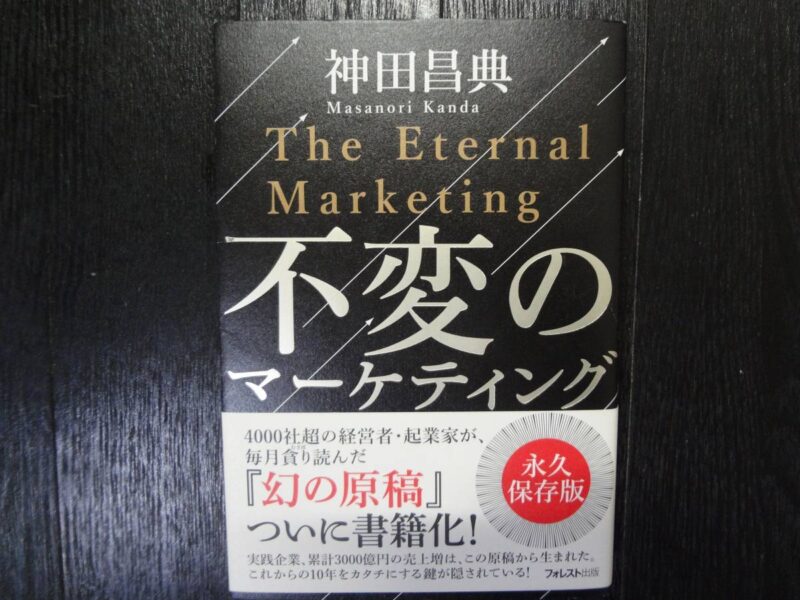 神田昌典
Masanori Kanda
The Eternal
Marketing
不変の
マーケティング
4000社超の経営者・起業家が、
毎月貪り読んだ
『幻の原稿』
ついに書籍化!
永久
保存版
実践企業、累計3000億円の売上増は、この原稿から生まれた。
これからの10年をカタチにする鍵が隠されている!
フォレスト出版